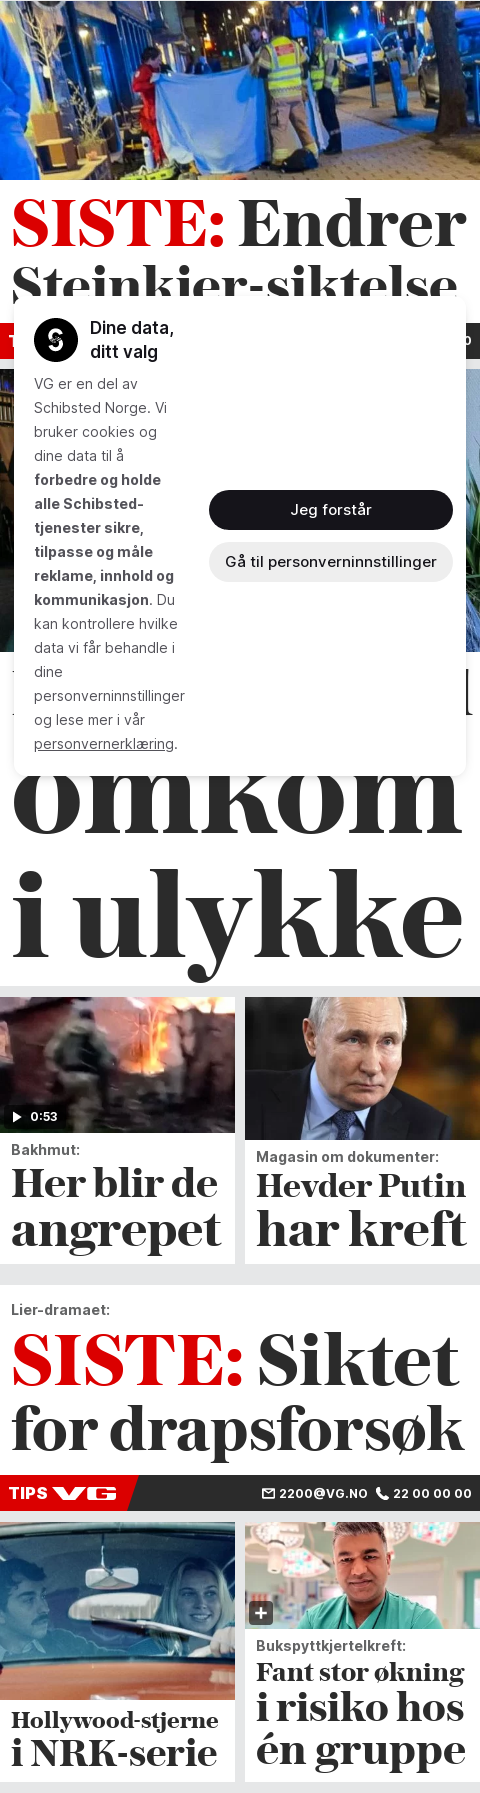 SISTE: Endrer
Steinkjer-siktelse
Dine data,
ditt valg
VG er en del av
Schibsted Norge. Vi
bruker cookies og
dine data til å
forbedre og holde
alle Schibsted-
tjenester sikre,
tilpasse og måle
reklame, innhold og
kommunikasjon. Du
kan kontrollere hvilke
data vi får behandle i
dine
personverninnstillinger
og lese mer i vår
personvernerklæring.
Jeg forstår
Gå til personverninnstillinger
omkom
i ulykke
0:53
Bakhmut:
Her blir de
angrepet
Magasin om dokumenter:
Hevder Putin
har kreft
Lier-dramaet:
SISTE: Siktet
for drapsforsøk
TIPS VG 2200@VG.NO 22 00 00 00
Hollywood-stjerne
i NRK-serie
Bukspyttkjertelkreft:
Fant stor økning
i risiko hos
én gruppe